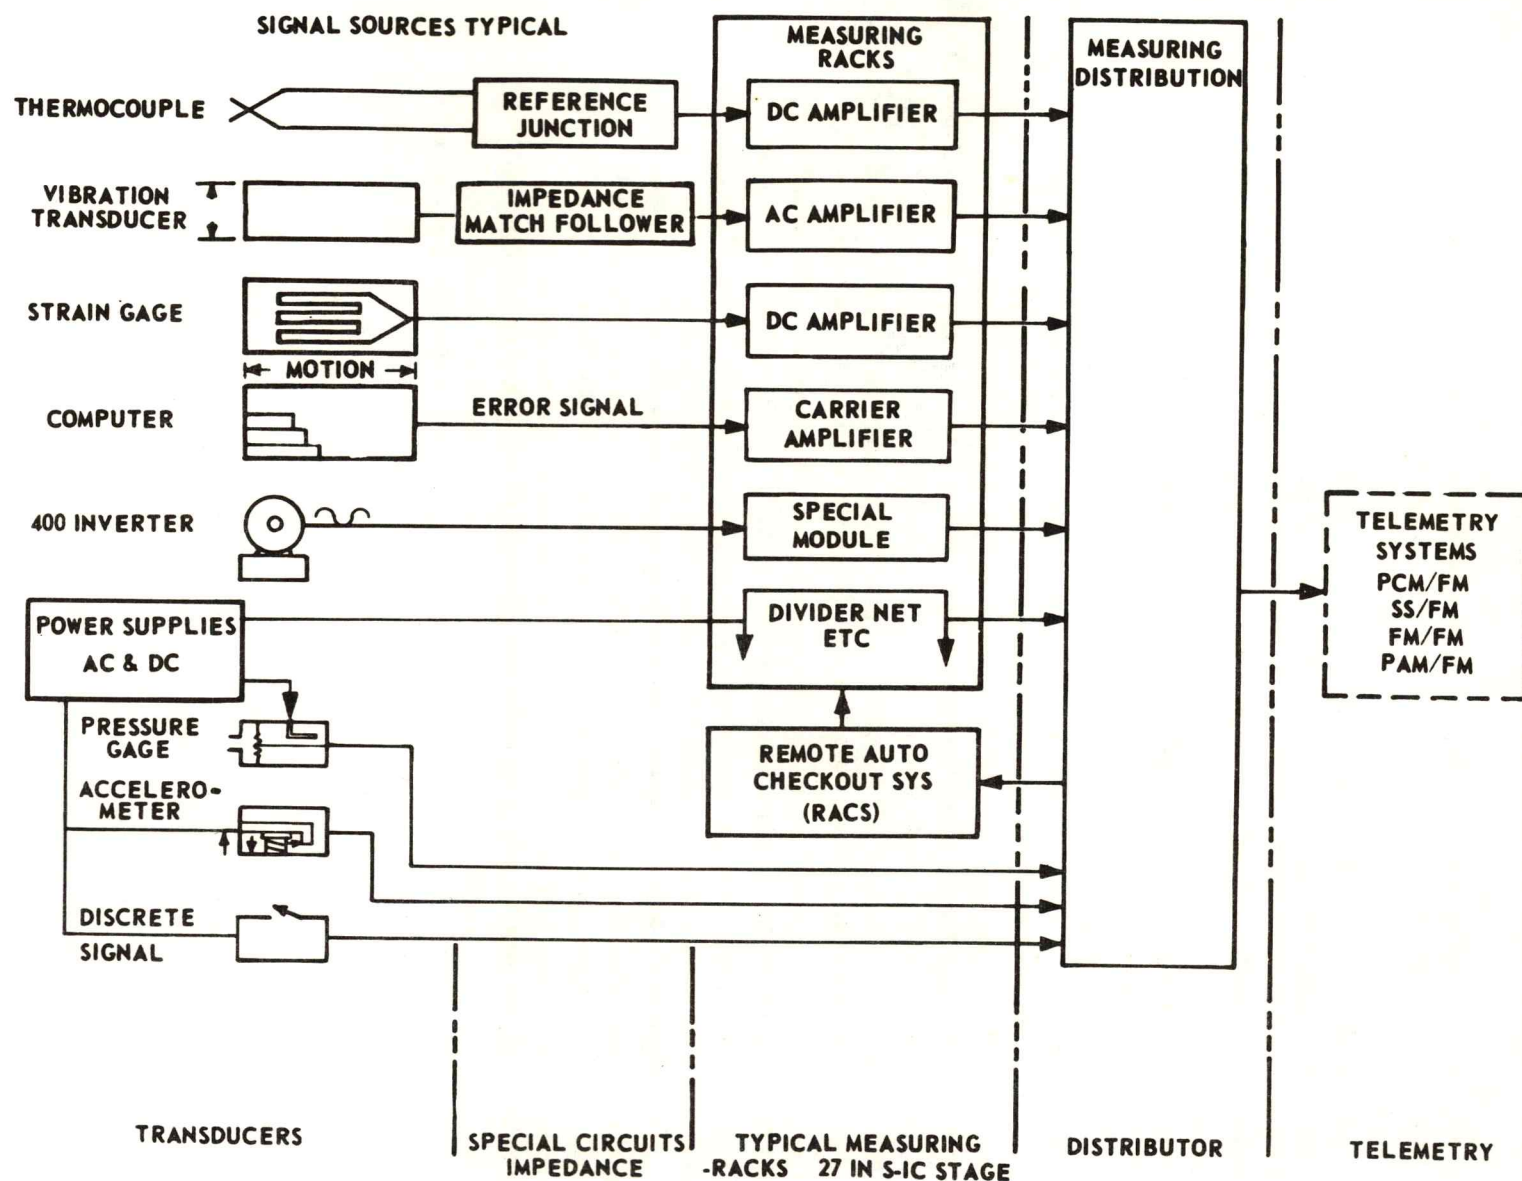 SIGNAL SOURCES TYPICAL
MEASURING
RACKS
MEASURING
DISTRIBUTION
THERMOCOUPLE
REFERENCE
JUNCTION
DC AMPLIFIER
VIBRATION
TRANSDUCER
IMPEDANCE
MATCH FOLLOWER
AC AMPLIFIER
STRAIN GAGE
DC AMPLIFIER
MOTION
COMPUTER
ERROR SIGNAL
CARRIER
AMPLIFIER
400 INVERTER
SPECIAL
MODULE
TELEMETRY
SYSTEMS
PCM/FM
SS/FM
FM/FM
PAM/FM
POWER SUPPLIES
AC & DC
DIVIDER NET
ETC
PRESSURE
GAGE
REMOTE AUTO
CHECKOUT SYS
(RACS)
ACCELERO-
METER
DISCRETE
SIGNAL
TRANSDUCERS
SPECIAL CIRCUITS
IMPEDANCE
TYPICAL MEASURING
-RACKS 27 IN S-IC STAGE
DISTRIBUTOR
TELEMETRY